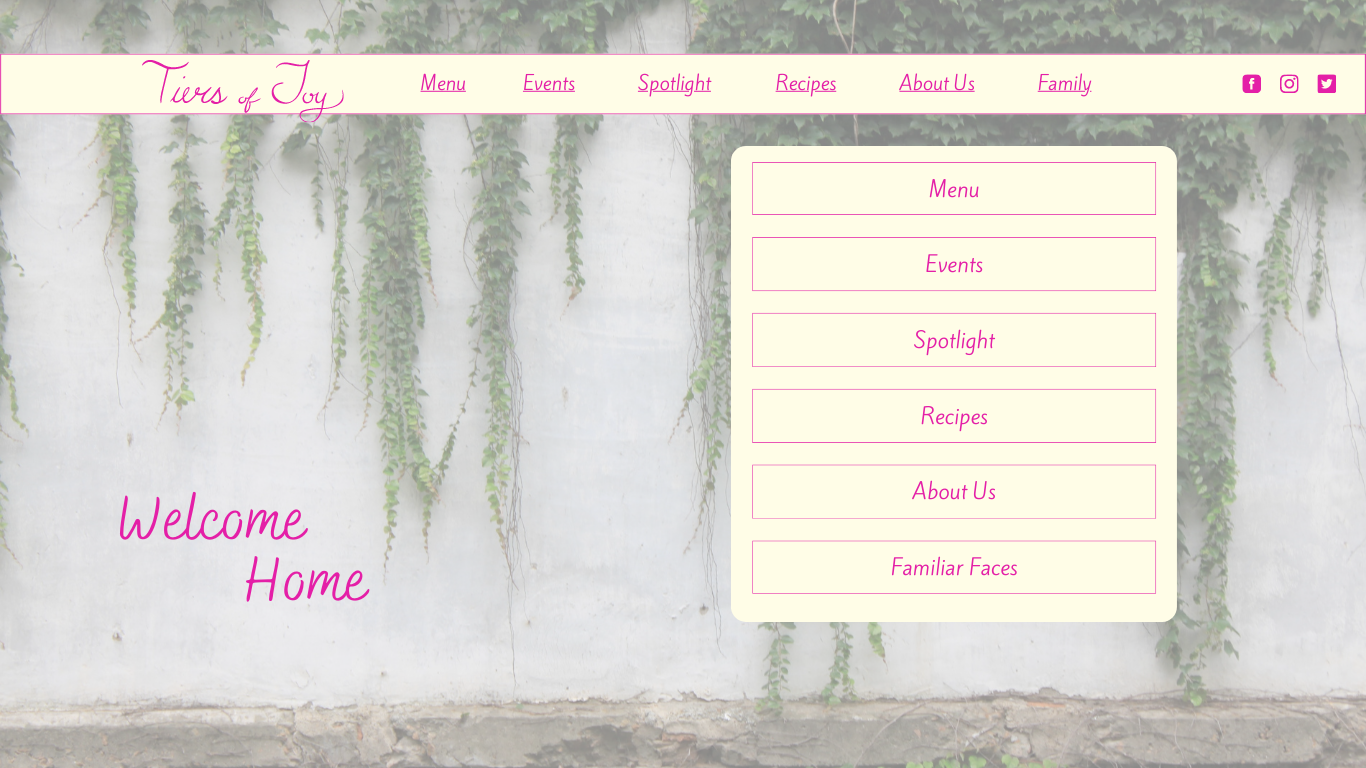 Tiers of Joy
Menu Events Spotlight Recipes About Us Family
Menu
Events
Spotlight
Recipes
About Us
Familiar Faces
Welcome
Home